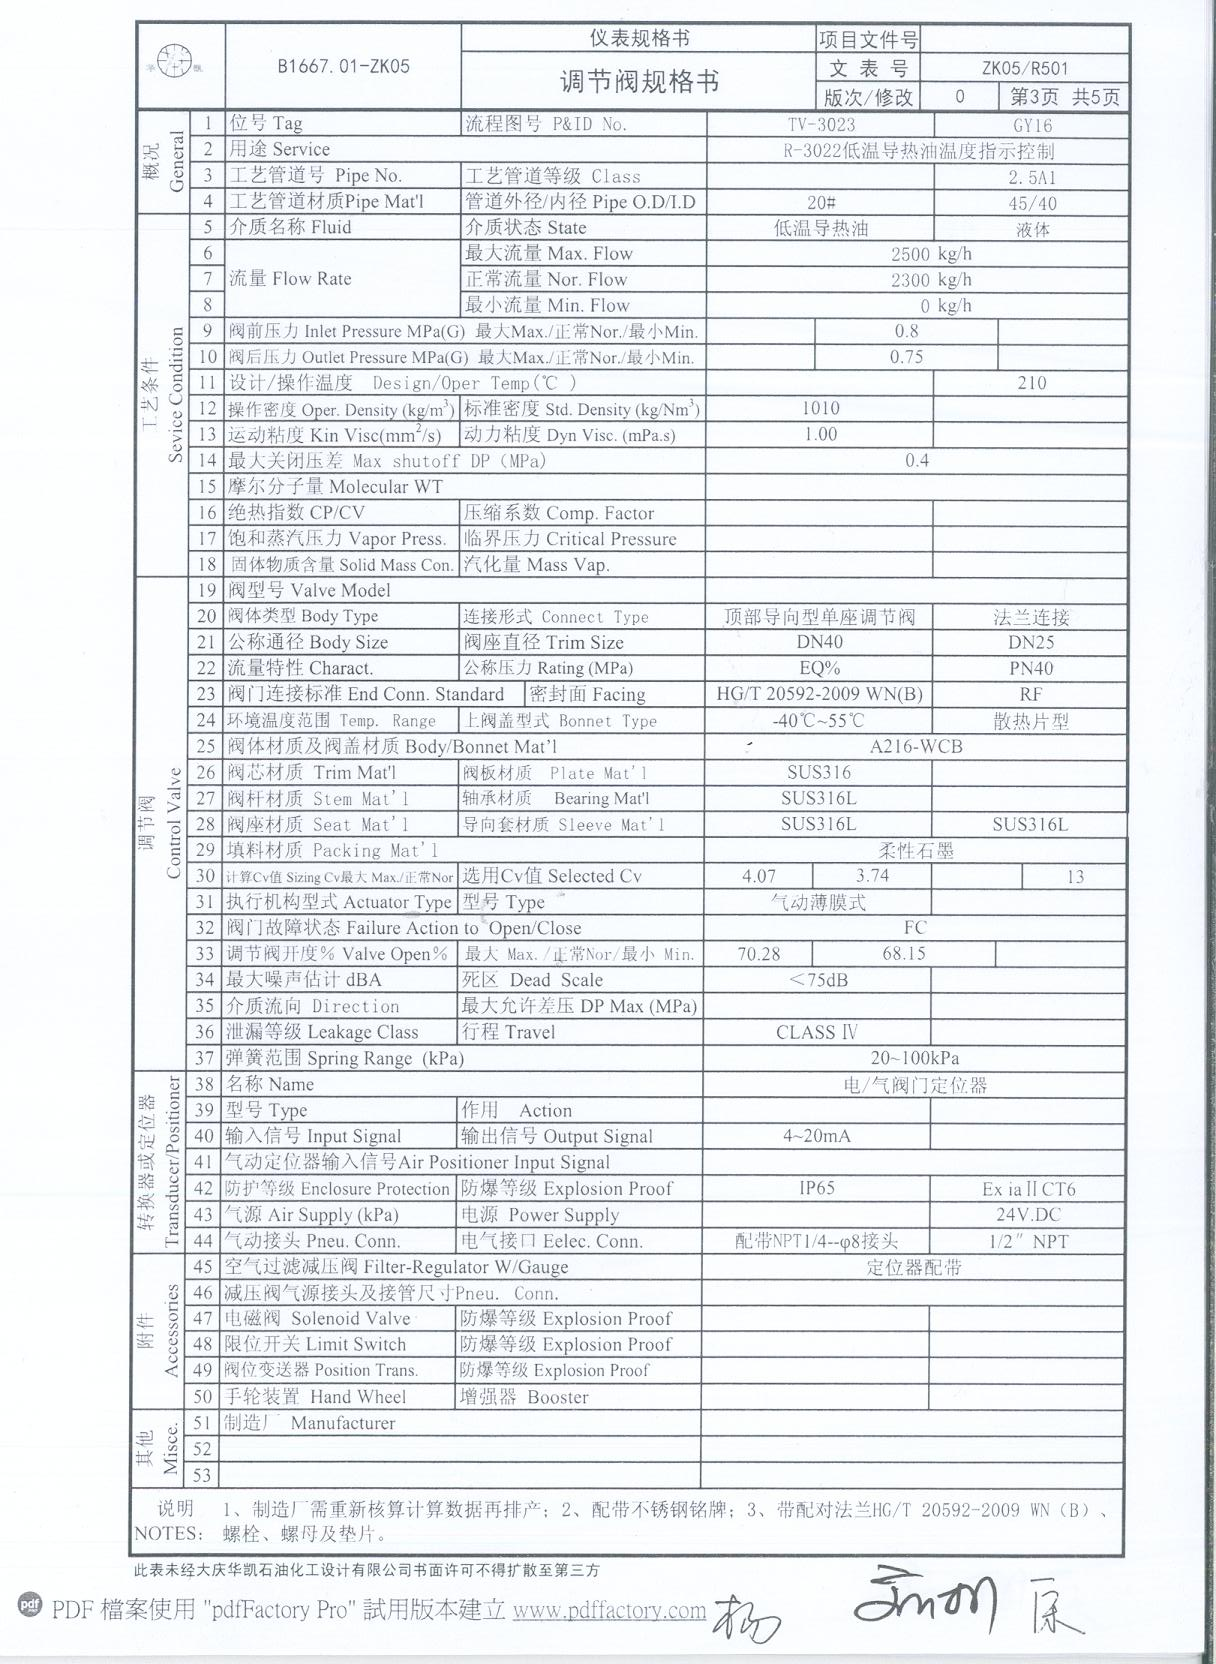 华凯
B1667.01-ZK05
仪表规格书
项目文件号
调节阀规格书
文 表 号 ZK05/R501
版次/修改 0 第3页 共5页
概况 General
1 位号 Tag 流程图号 P&ID No. TV-3023 GY16
2 用途 Service R-3022低温导热油温度指示控制
3 工艺管道号 Pipe No. 工艺管道等级 Class 2.5A1
4 工艺管道材质Pipe Mat'l 管道外径/内径 Pipe O.D/I.D 20# 45/40
工艺条件 Sevice Condition
5 介质名称 Fluid 介质状态 State 低温导热油 液体
6 最大流量 Max. Flow 2500 kg/h
7 流量 Flow Rate 正常流量 Nor. Flow 2300 kg/h
8 最小流量 Min. Flow 0 kg/h
9 阀前压力 Inlet Pressure MPa(G) 最大Max./正常Nor./最小Min. 0.8
10 阀后压力 Outlet Pressure MPa(G) 最大Max./正常Nor./最小Min. 0.75
11 设计/操作温度 Design/Oper Temp(℃ ) 210
12 操作密度 Oper. Density (kg/m³) 标准密度 Std. Density (kg/Nm³) 1010
13 运动粘度 Kin Visc(mm²/s) 动力粘度 Dyn Visc. (mPa.s) 1.00
14 最大关闭压差 Max shutoff DP (MPa) 0.4
15 摩尔分子量 Molecular WT
16 绝热指数 CP/CV 压缩系数 Comp. Factor
17 饱和蒸汽压力 Vapor Press. 临界压力 Critical Pressure
18 固体物质含量 Solid Mass Con. 汽化量 Mass Vap.
调节阀 Control Valve
19 阀型号 Valve Model
20 阀体类型 Body Type 连接形式 Connect Type 顶部导向型单座调节阀 法兰连接
21 公称通径 Body Size 阀座直径 Trim Size DN40 DN25
22 流量特性 Charact. 公称压力 Rating (MPa) EQ% PN40
23 阀门连接标准 End Conn. Standard 密封面 Facing HG/T 20592-2009 WN(B) RF
24 环境温度范围 Temp. Range 上阀盖型式 Bonnet Type -40℃~55℃ 散热片型
25 阀体材质及阀盖材质 Body/Bonnet Mat'l A216-WCB
26 阀芯材质 Trim Mat'l 阀板材质 Plate Mat'l SUS316
27 阀杆材质 Stem Mat'l 轴承材质 Bearing Mat'l SUS316L
28 阀座材质 Seat Mat'l 导向套材质 Sleeve Mat'l SUS316L SUS316L
29 填料材质 Packing Mat'l 柔性石墨
30 计算Cv值 Sizing Cv最大 Max./正常Nor 选用Cv值 Selected Cv 4.07 3.74 13
31 执行机构型式 Actuator Type 型号 Type 气动薄膜式
32 阀门故障状态 Failure Action to Open/Close FC
33 调节阀开度% Valve Open% 最大 Max./正常Nor/最小 Min. 70.28 68.15
34 最大噪声估计 dBA 死区 Dead Scale <75dB
35 介质流向 Direction 最大允许差压 DP Max (MPa)
36 泄漏等级 Leakage Class 行程 Travel CLASS Ⅳ
37 弹簧范围 Spring Range (kPa) 20~100kPa
转换器或定位器 Transducer/Positioner
38 名称 Name 电/气阀门定位器
39 型号 Type 作用 Action
40 输入信号 Input Signal 输出信号 Output Signal 4~20mA
41 气动定位器输入信号Air Positioner Input Signal
42 防护等级 Enclosure Protection 防爆等级 Explosion Proof IP65 Ex iaⅡCT6
43 气源 Air Supply (kPa) 电源 Power Supply 24V.DC
44 气动接头 Pneu. Conn. 电气接口 Eelec. Conn. 配带NPT1/4--φ8接头 1/2″ NPT
附件 Accessories
45 空气过滤减压阀 Filter-Regulator W/Gauge 定位器配带
46 减压阀气源接头及接管尺寸Pneu. Conn.
47 电磁阀 Solenoid Valve 防爆等级 Explosion Proof
48 限位开关 Limit Switch 防爆等级 Explosion Proof
49 阀位变送器 Position Trans. 防爆等级 Explosion Proof
50 手轮装置 Hand Wheel 增强器 Booster
其他 Misce.
51 制造厂 Manufacturer
52
53
说明 1、制造厂需重新核算计算数据再排产；2、配带不锈钢铭牌；3、带配对法兰HG/T 20592-2009 WN（B）、
NOTES: 螺栓、螺母及垫片。
此表未经大庆华凯石油化工设计有限公司书面许可不得扩散至第三方
pdf PDF 檔案使用 "pdfFactory Pro" 試用版本建立 www.pdffactory.com 杨